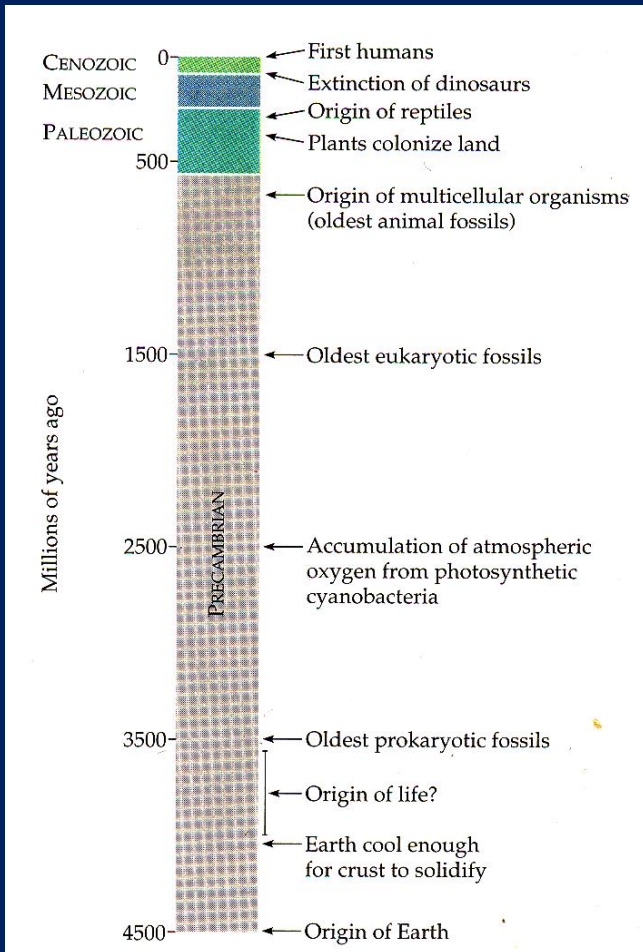 CENOZOIC
MESOZOIC
PALEOZOIC
0
500
1500
2500
3500
4500
Millions of years ago
PRECAMBRIAN
First humans
Extinction of dinosaurs
Origin of reptiles
Plants colonize land
Origin of multicellular organisms
(oldest animal fossils)
Oldest eukaryotic fossils
Accumulation of atmospheric
oxygen from photosynthetic
cyanobacteria
Oldest prokaryotic fossils
Origin of life?
Earth cool enough
for crust to solidify
Origin of Earth